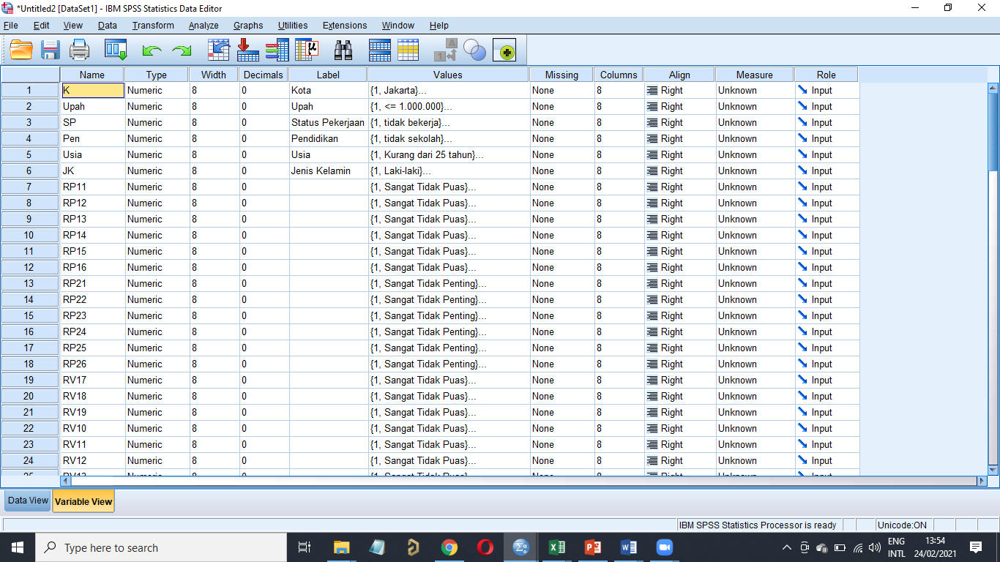 *Untitled2 [DataSet1] - IBM SPSS Statistics Data Editor
File Edit View Data Transform Analyze Graphs Utilities Extensions Window Help
Name Type Width Decimals Label Values Missing Columns Align Measure Role
1 K Numeric 8 0 Kota {1, Jakarta}... None 8 Right Unknown Input
2 Upah Numeric 8 0 Upah {1, <= 1.000.000}... None 8 Right Unknown Input
3 SP Numeric 8 0 Status Pekerjaan {1, tidak bekerja}... None 8 Right Unknown Input
4 Pen Numeric 8 0 Pendidikan {1, tidak sekolah}... None 8 Right Unknown Input
5 Usia Numeric 8 0 Usia {1, Kurang dari 25 tahun}... None 8 Right Unknown Input
6 JK Numeric 8 0 Jenis Kelamin {1, Laki-laki}... None 8 Right Unknown Input
7 RP11 Numeric 8 0 {1, Sangat Tidak Puas}... None 8 Right Unknown Input
8 RP12 Numeric 8 0 {1, Sangat Tidak Puas}... None 8 Right Unknown Input
9 RP13 Numeric 8 0 {1, Sangat Tidak Puas}... None 8 Right Unknown Input
10 RP14 Numeric 8 0 {1, Sangat Tidak Puas}... None 8 Right Unknown Input
11 RP15 Numeric 8 0 {1, Sangat Tidak Puas}... None 8 Right Unknown Input
12 RP16 Numeric 8 0 {1, Sangat Tidak Puas}... None 8 Right Unknown Input
13 RP21 Numeric 8 0 {1, Sangat Tidak Penting}... None 8 Right Unknown Input
14 RP22 Numeric 8 0 {1, Sangat Tidak Penting}... None 8 Right Unknown Input
15 RP23 Numeric 8 0 {1, Sangat Tidak Penting}... None 8 Right Unknown Input
16 RP24 Numeric 8 0 {1, Sangat Tidak Penting}... None 8 Right Unknown Input
17 RP25 Numeric 8 0 {1, Sangat Tidak Penting}... None 8 Right Unknown Input
18 RP26 Numeric 8 0 {1, Sangat Tidak Penting}... None 8 Right Unknown Input
19 RV17 Numeric 8 0 {1, Sangat Tidak Puas}... None 8 Right Unknown Input
20 RV18 Numeric 8 0 {1, Sangat Tidak Puas}... None 8 Right Unknown Input
21 RV19 Numeric 8 0 {1, Sangat Tidak Puas}... None 8 Right Unknown Input
22 RV10 Numeric 8 0 {1, Sangat Tidak Puas}... None 8 Right Unknown Input
23 RV11 Numeric 8 0 {1, Sangat Tidak Puas}... None 8 Right Unknown Input
24 RV12 Numeric 8 0 {1, Sangat Tidak Puas}... None 8 Right Unknown Input
Data View Variable View
IBM SPSS Statistics Processor is ready Unicode:ON
Type here to search
ENG 13:54
INTL 24/02/2021